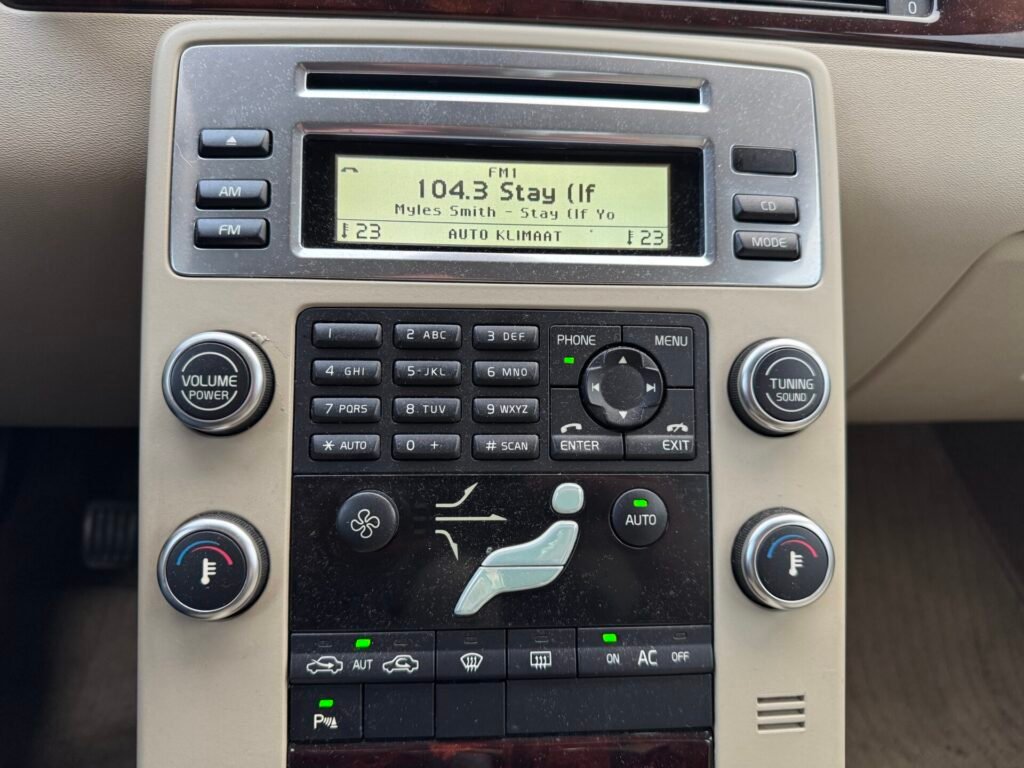 0
FM1
104.3 Stay (If
Myles Smith - Stay (If Yo
23 AUTO KLIMAAT 23
AM
FM
CD
MODE
VOLUME
POWER
1 2 ABC 3 DEF
4 GHI 5-JKL 6 MNO
7 PQRS 8 TUV 9 WXYZ
* AUTO 0 + # SCAN
PHONE MENU
ENTER EXIT
TUNING
SOUND
AUTO
AUT
ON AC OFF
P